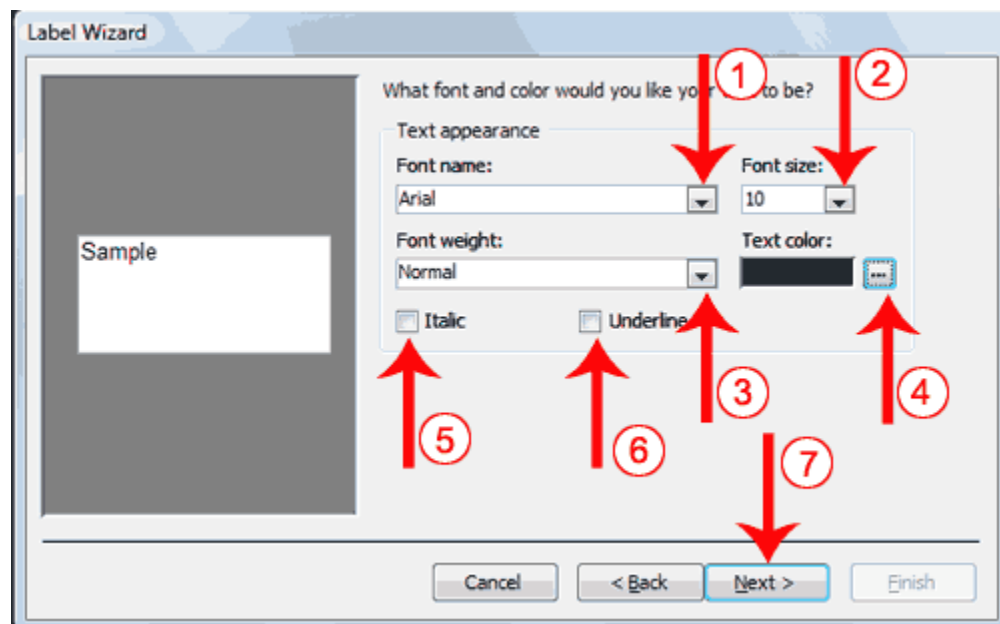 Label Wizard
What font and color would you like yo to be?
1
2
Text appearance
Font name:
Font size:
Arial
10
Sample
Font weight:
Text color:
Normal
...
Italic
Underline
3
4
5
6
7
Cancel
< Back
Next >
Finish